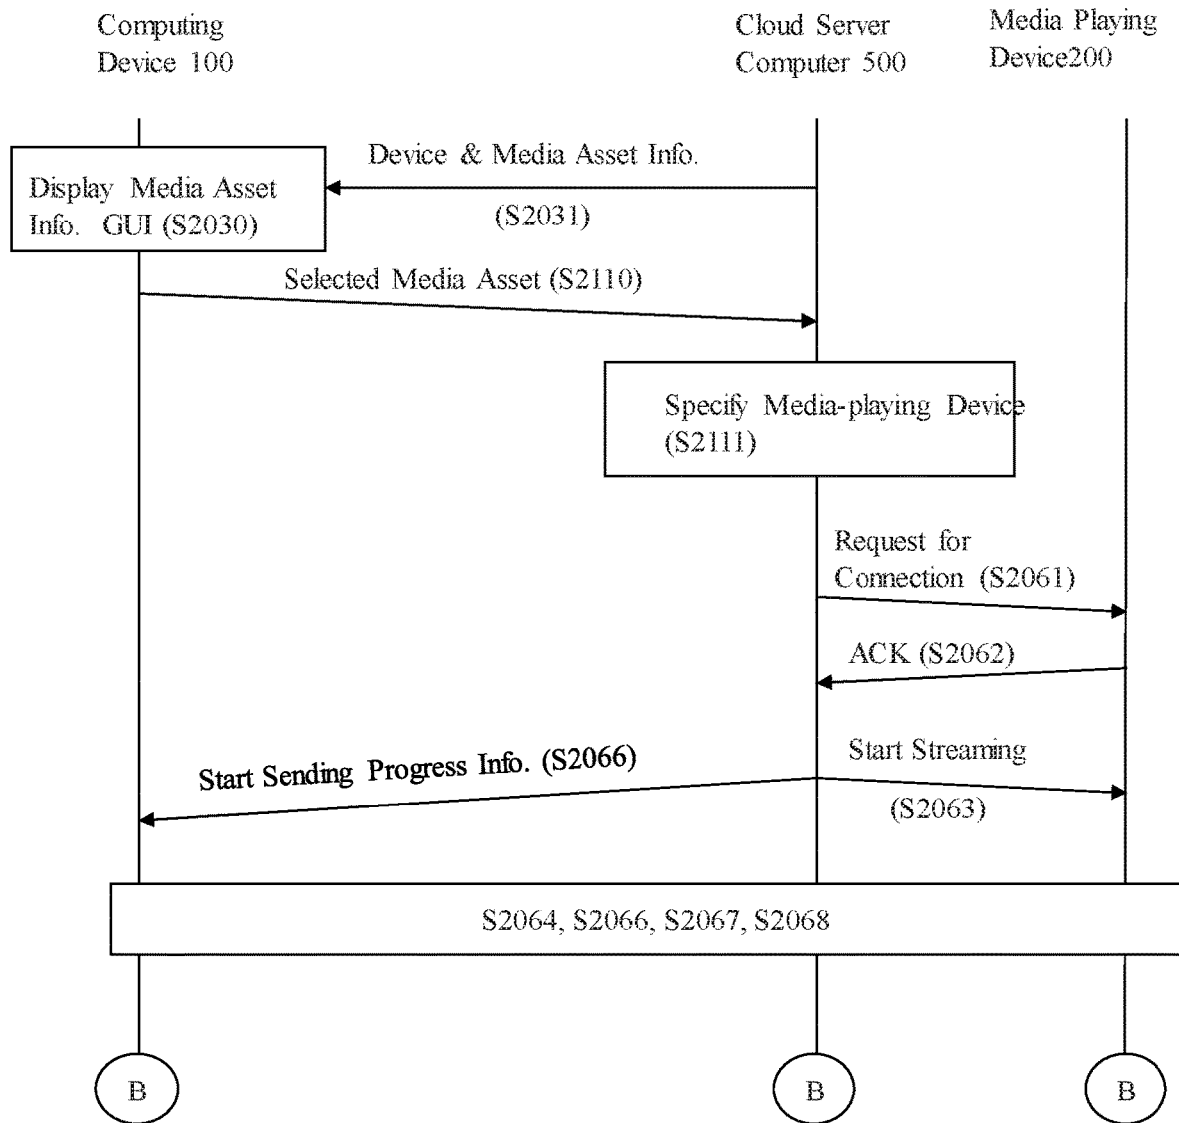 Computing
Device 100
Cloud Server
Computer 500
Media Playing
Device200
Device & Media Asset Info.
(S2031)
Display Media Asset
Info. GUI (S2030)
Selected Media Asset (S2110)
Specify Media-playing Device
(S2111)
Request for
Connection (S2061)
ACK (S2062)
Start Sending Progress Info. (S2066)
Start Streaming
(S2063)
S2064, S2066, S2067, S2068
B
B
B